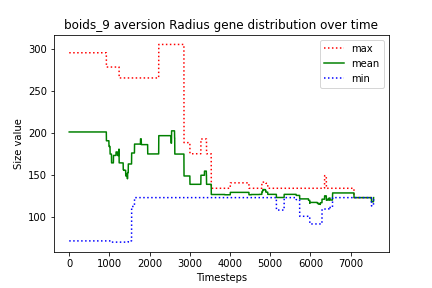 boids_9 aversion Radius gene distribution over time
max
mean
min
Size value
300
250
200
150
100
0 1000 2000 3000 4000 5000 6000 7000
Timesteps